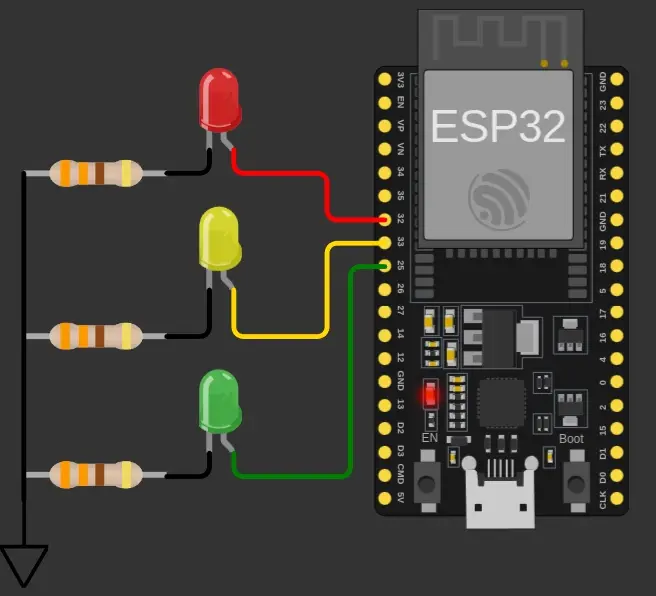 ESP32
3V3
EN
VP
VN
34
35
32
33
25
26
27
14
12
GND
13
D2
D3
CMD
5V
GND
23
22
TX
RX
21
GND
19
18
5
17
16
4
0
2
15
D1
D0
CLK
EN
Boot